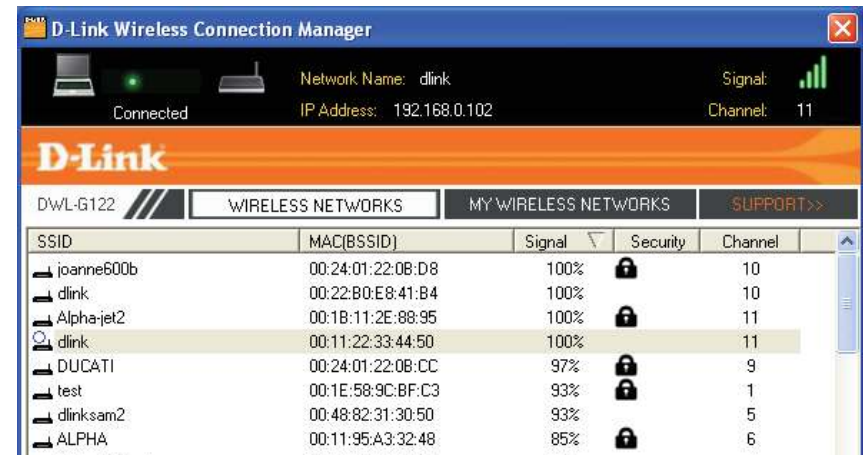 D-Link Wireless Connection Manager
Network Name: dlink Signal:
Connected IP Address: 192.168.0.102 Channel: 11
D-Link
DWL-G122 WIRELESS NETWORKS MY WIRELESS NETWORKS SUPPORT>>
SSID MAC(BSSID) Signal Security Channel
joanne600b 00:24:01:22:0B:D8 100% 10
dlink 00:22:B0:E8:41:B4 100% 10
Alpha-jet2 00:1B:11:2E:88:95 100% 11
dlink 00:11:22:33:44:50 100% 11
DUCATI 00:24:01:22:0B:CC 97% 9
test 00:1E:58:9C:BF:C3 93% 1
dlinksam2 00:48:82:31:30:50 93% 5
ALPHA 00:11:95:A3:32:48 85% 6